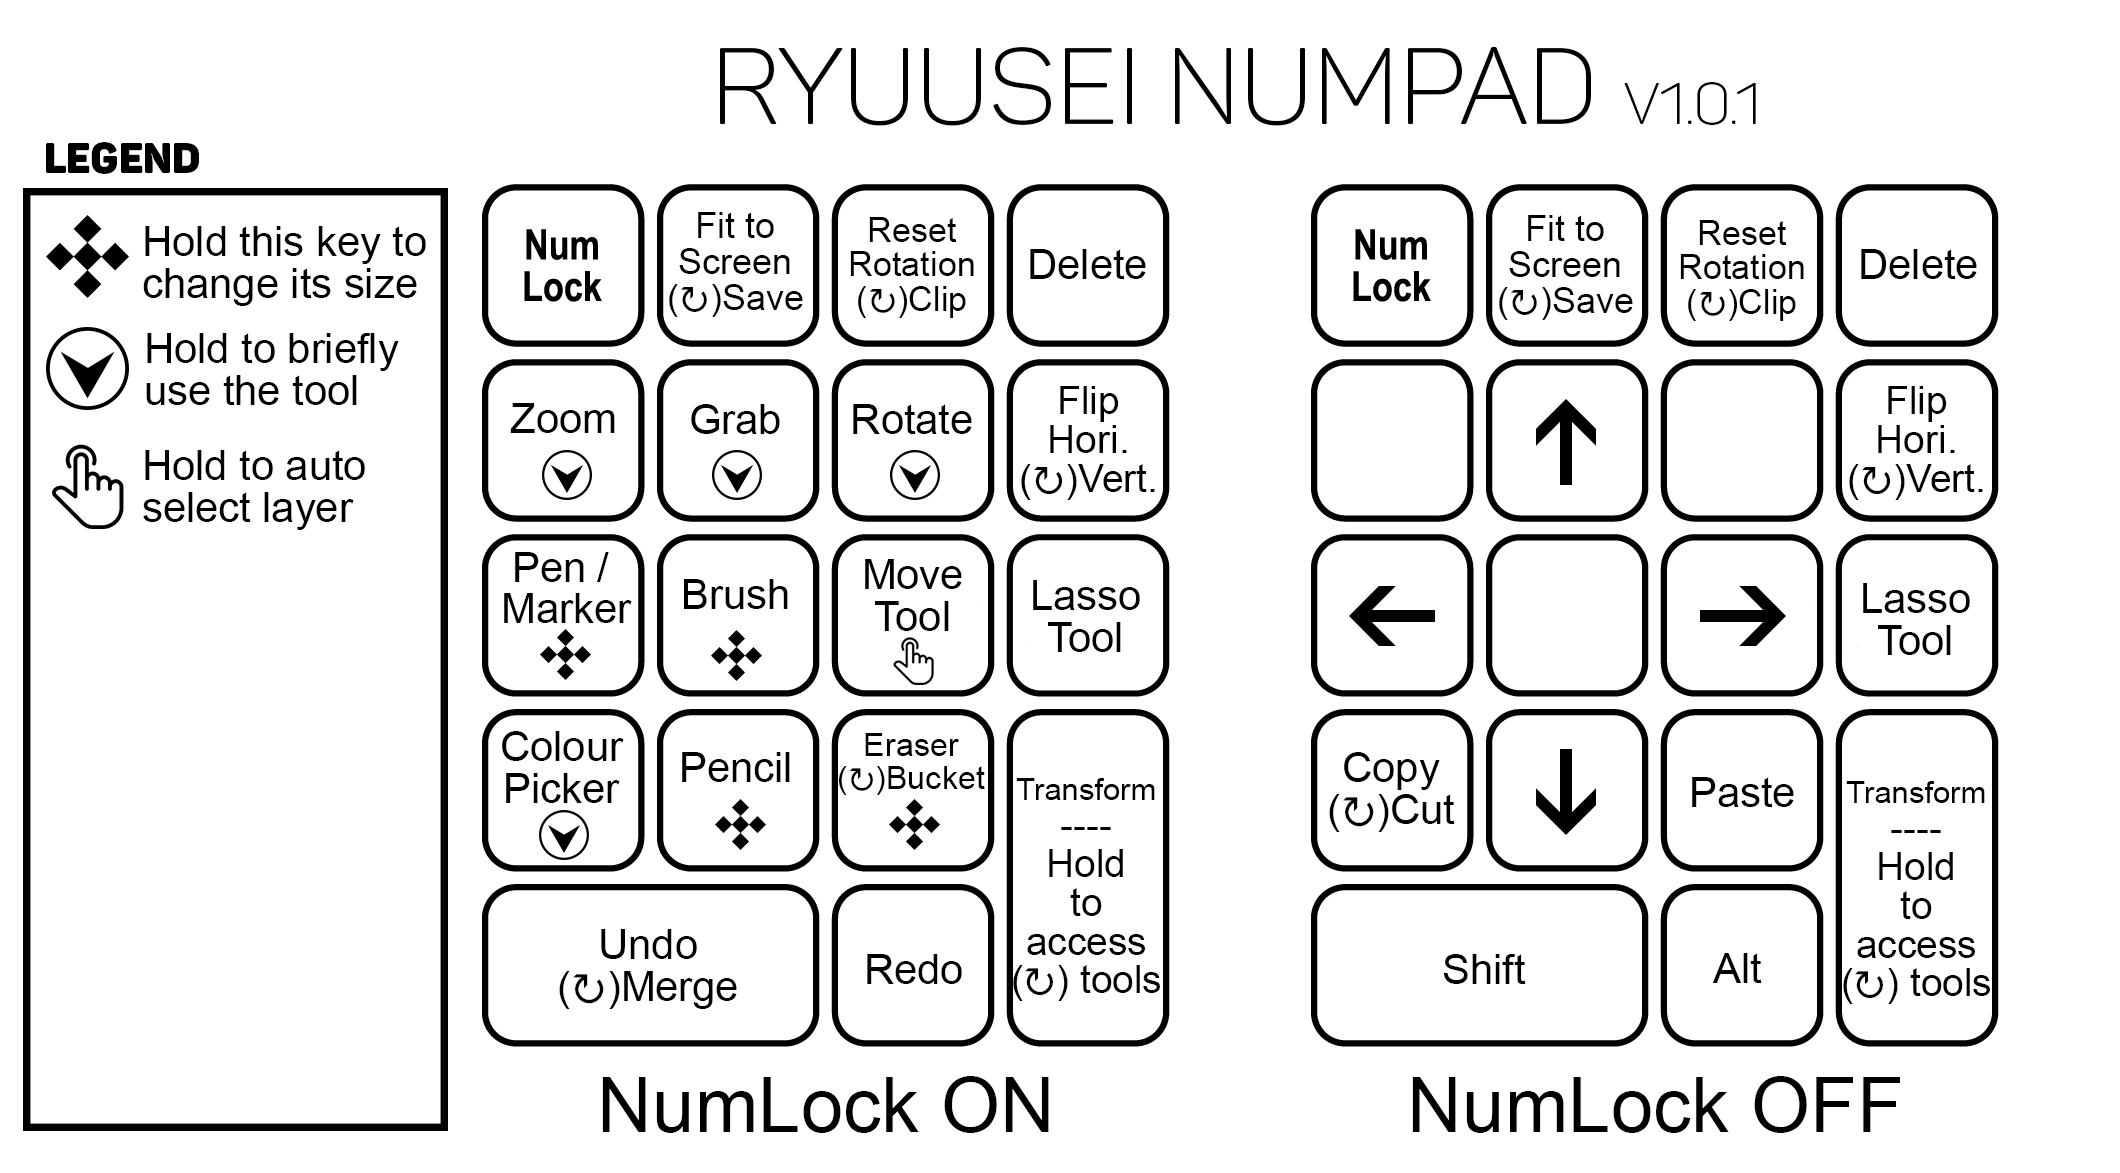 RYUUSEI NUMPAD V1.0.1
LEGEND
Hold this key to
change its size
Hold to briefly
use the tool
Hold to auto
select layer
Num
Lock
Fit to
Screen
(↻)Save
Reset
Rotation
(↻)Clip
Delete
Zoom
Grab
Rotate
Flip
Hori.
(↻)Vert.
Pen /
Marker
Brush
Move
Tool
Lasso
Tool
Colour
Picker
Pencil
Eraser
(↻)Bucket
Transform
----
Hold
to
access
(↻) tools
Undo
(↻)Merge
Redo
NumLock ON
Num
Lock
Fit to
Screen
(↻)Save
Reset
Rotation
(↻)Clip
Delete
↑
Flip
Hori.
(↻)Vert.
←
→
Lasso
Tool
Copy
(↻)Cut
↓
Paste
Transform
----
Hold
to
access
(↻) tools
Shift
Alt
NumLock OFF